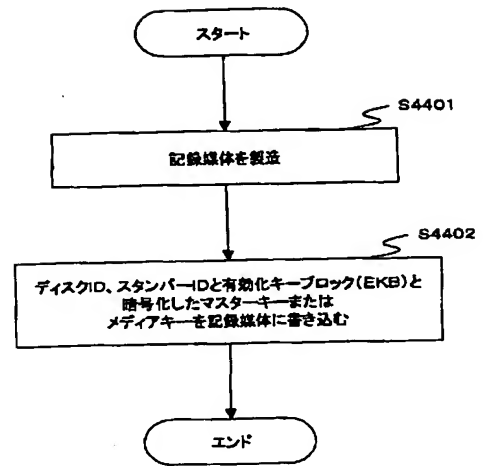 スタート
S4401
記録媒体を製造
S4402
ディスクID、スタンパーIDと有効化キーブロック(EKB)と
暗号化したマスターキーまたは
メディアキーを記録媒体に書き込む
エンド